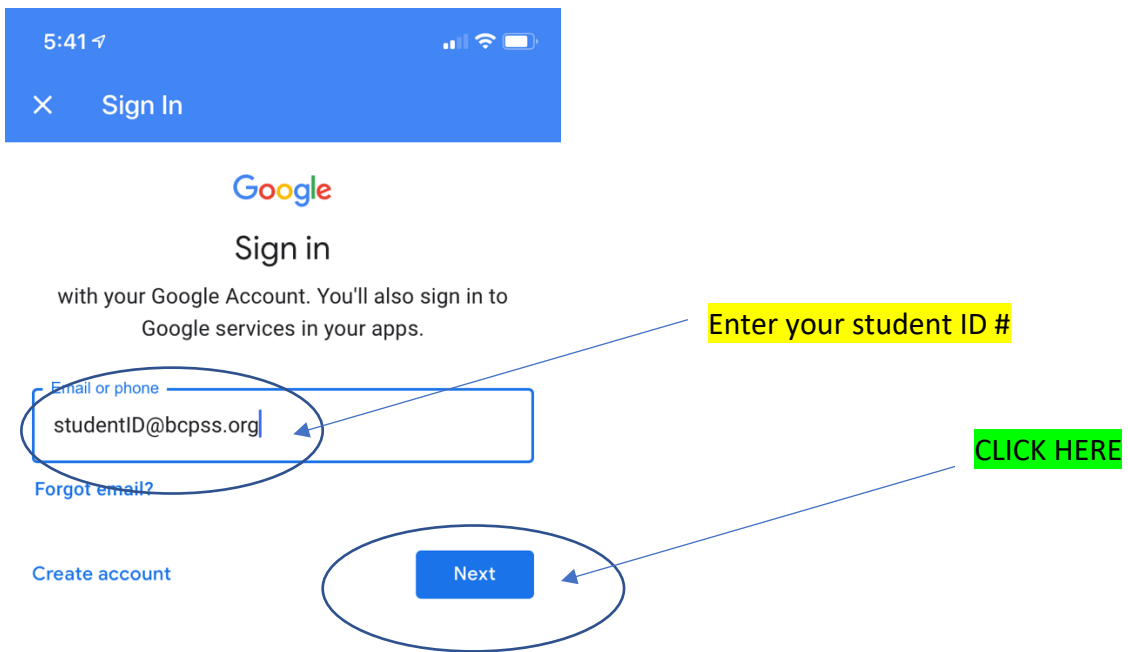 5:41
Sign In
Google
Sign in
with your Google Account. You'll also sign in to
Google services in your apps.
Enter your student ID #
Email or phone
studentID@bcpss.org
CLICK HERE
Forgot email?
Create account
Next